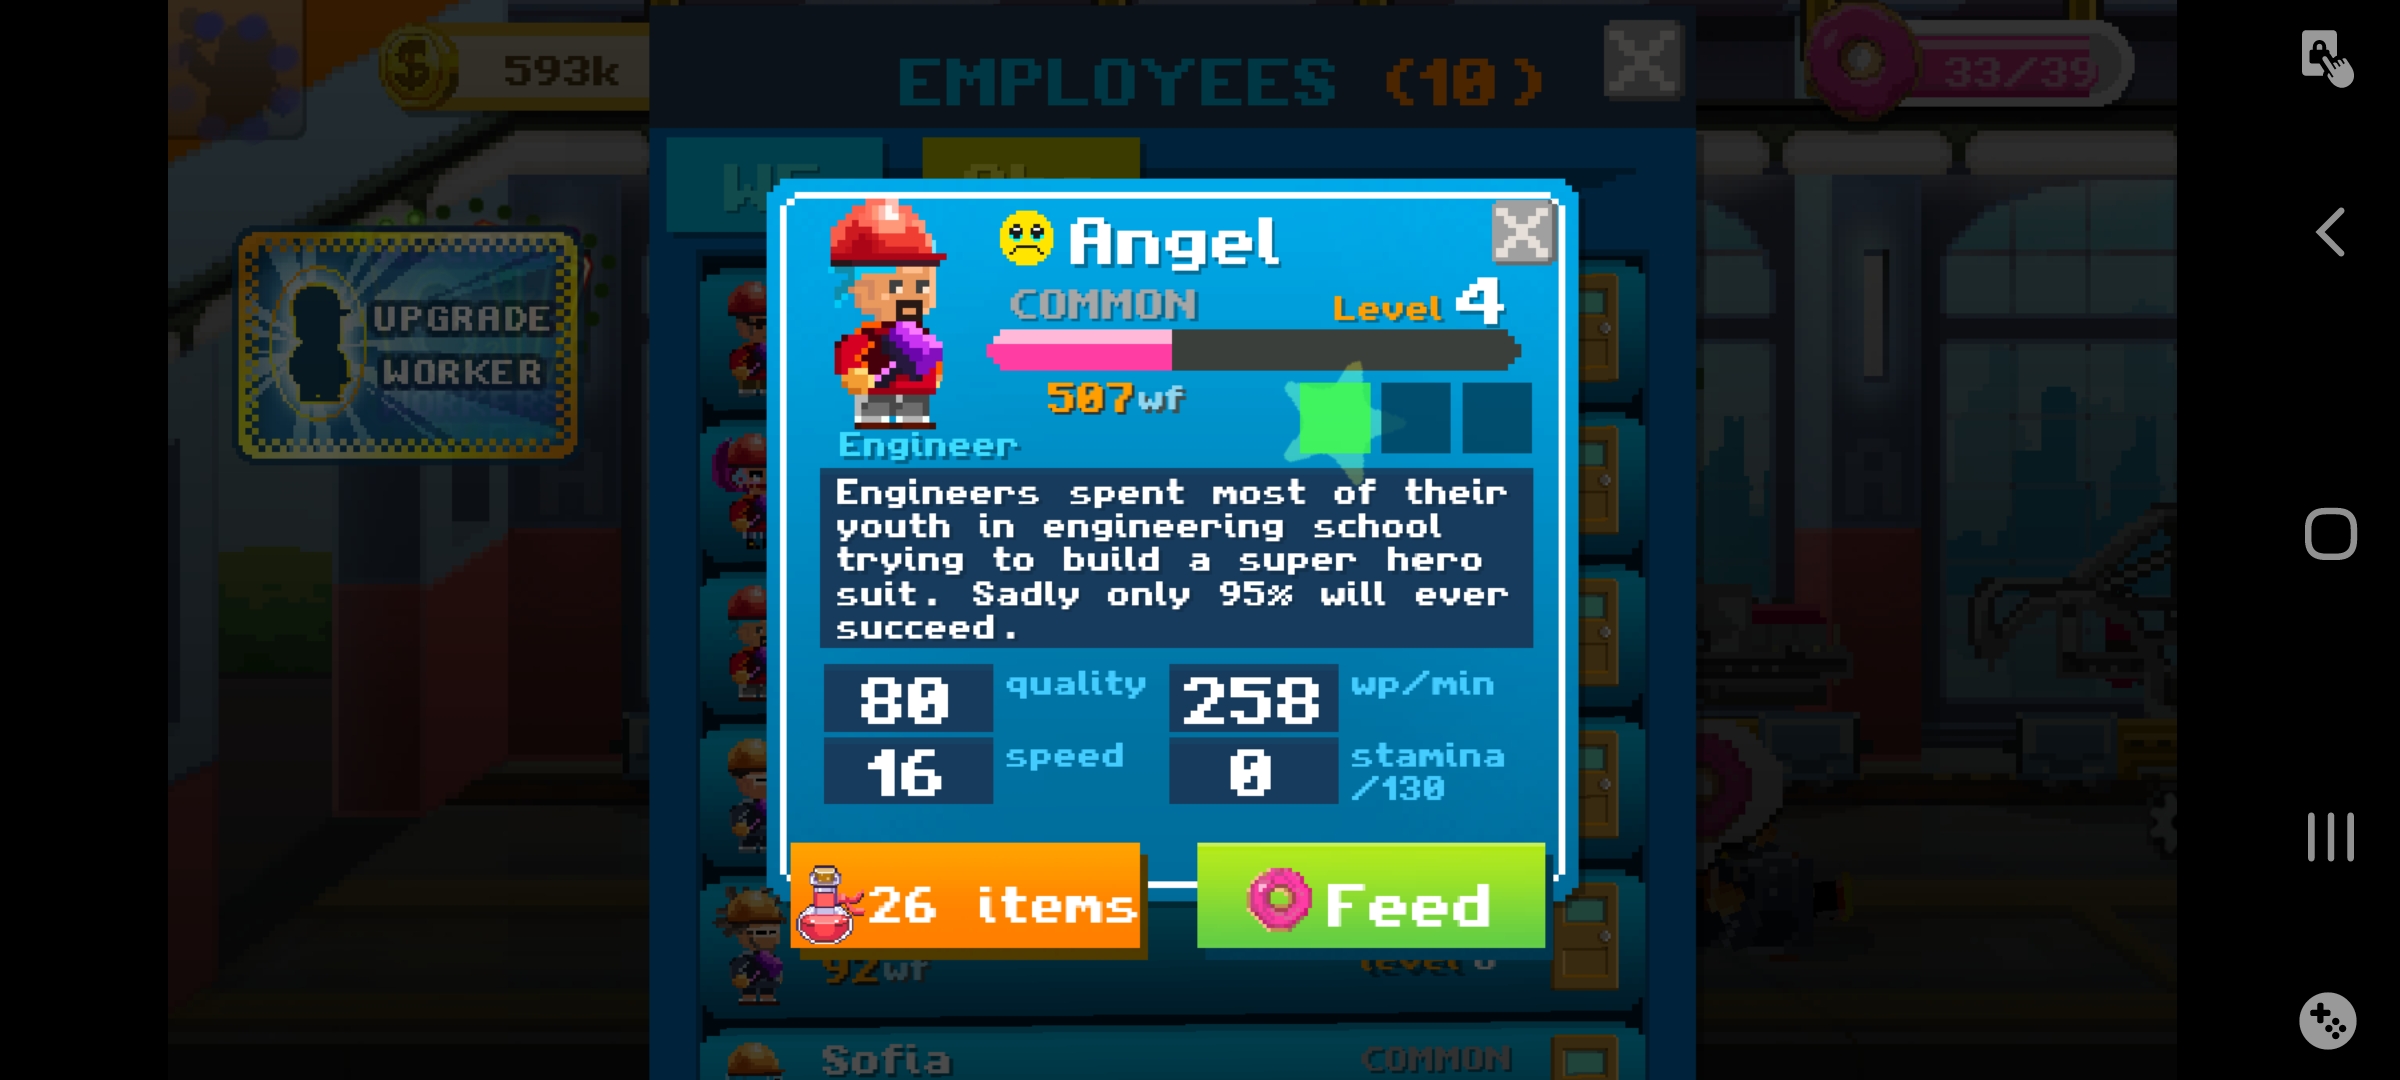 593k
EMPLOYEES (10)
33/39
UPGRADE
WORKER
Angel
COMMON
Level 4
507wf
Engineer
Engineers spent most of their
youth in engineering school
trying to build a super hero
suit. Sadly only 95% will ever
succeed.
80 quality
258 wp/min
16 speed
0 stamina
/130
26 items
Feed
92wf
Sofia
COMMON